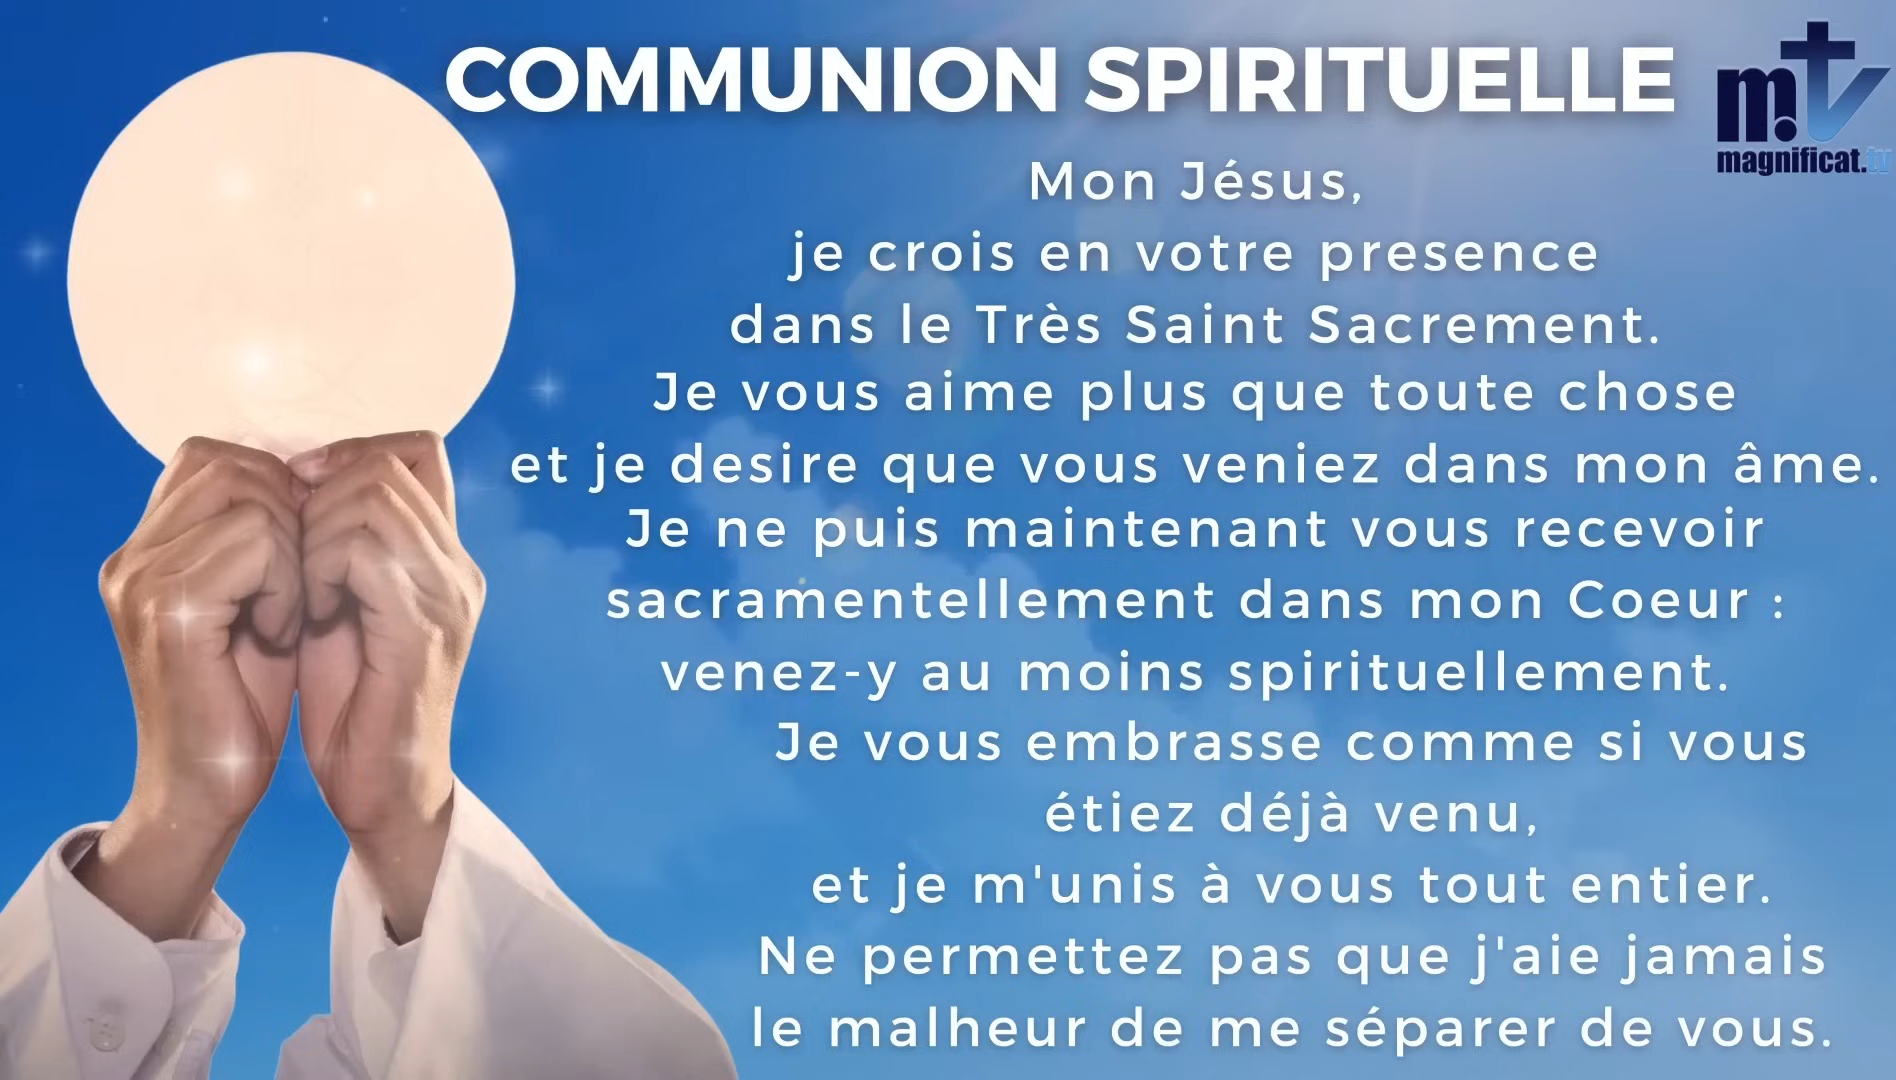 COMMUNION SPIRITUELLE
mtv
magnificat.tv
Mon Jésus,
je crois en votre presence
dans le Très Saint Sacrement.
Je vous aime plus que toute chose
et je desire que vous veniez dans mon âme.
Je ne puis maintenant vous recevoir
sacramentellement dans mon Coeur :
venez-y au moins spirituellement.
Je vous embrasse comme si vous
étiez déjà venu,
et je m'unis à vous tout entier.
Ne permettez pas que j'aie jamais
le malheur de me séparer de vous.